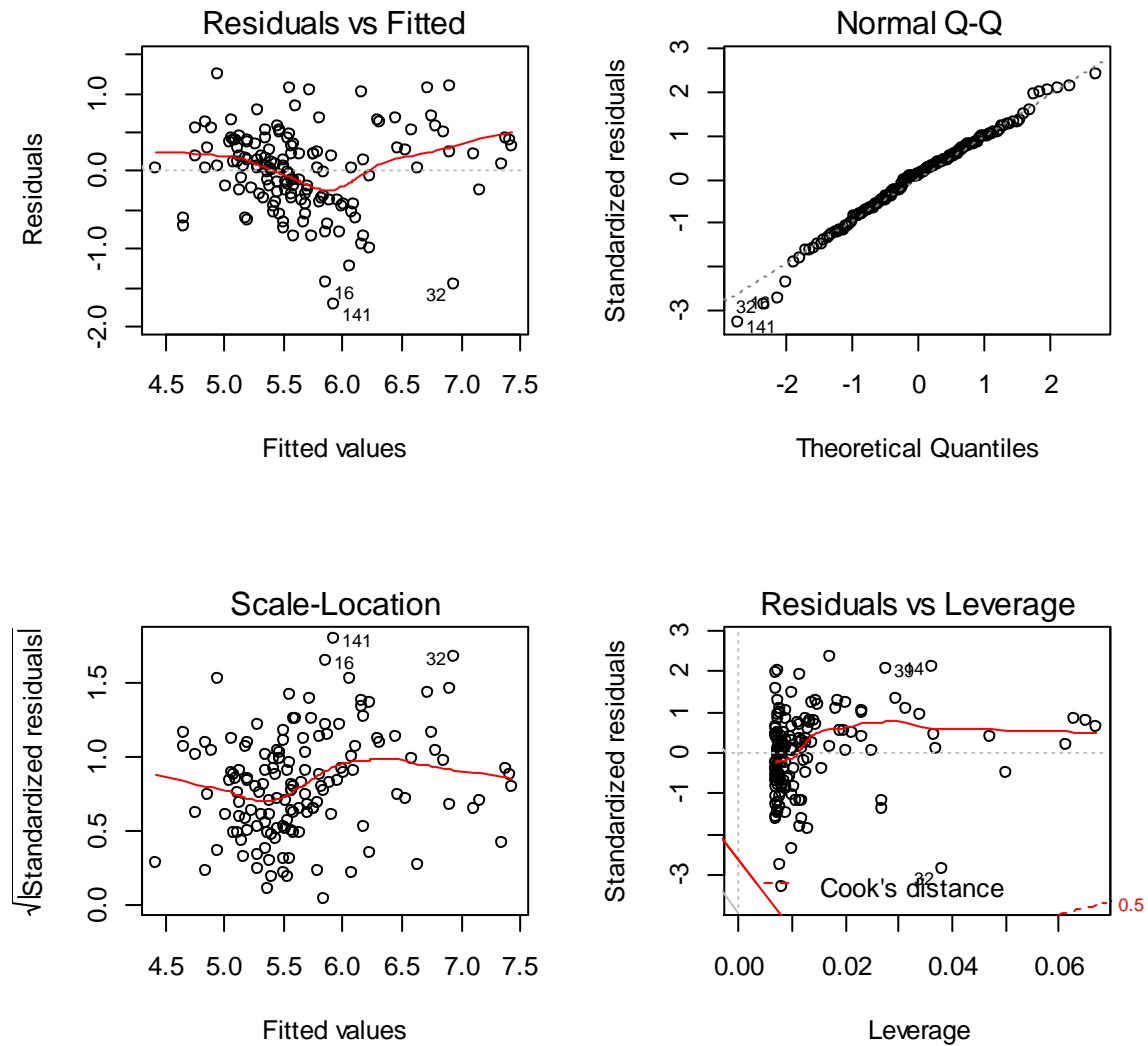 Residuals vs Fitted
Residuals
1.0
0.0
-1.0
-2.0
16
141
32
4.5 5.0 5.5 6.0 6.5 7.0 7.5
Fitted values
Normal Q-Q
Standardized residuals
3
2
1
0
-1
-3
32
16
141
-2 -1 0 1 2
Theoretical Quantiles
Scale-Location
√|Standardized residuals|
1.5
1.0
0.5
0.0
141
16
32
4.5 5.0 5.5 6.0 6.5 7.0 7.5
Fitted values
Residuals vs Leverage
Standardized residuals
3
2
1
0
-1
-3
39
14
32
Cook's distance
0.5
0.00 0.02 0.04 0.06
Leverage